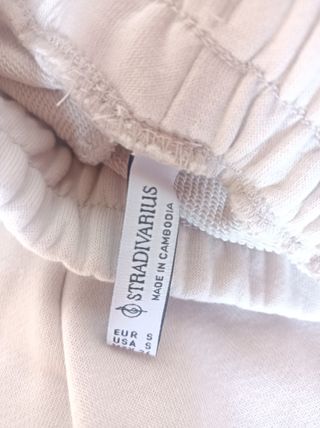 STRADIVARIUS
MADE IN CAMBODIA
EUR S
USA S